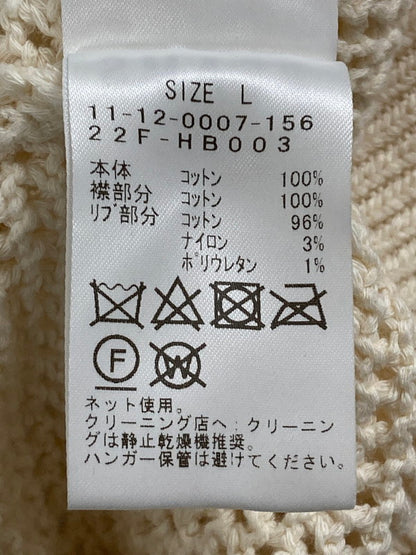 SIZE L
11-12-0007-156
22F-HB003
本体 コットン 100%
襟部分 コットン 100%
リブ部分 コットン 96%
ナイロン 3%
ポリウレタン 1%
F W
ネット使用。
クリーニング店へ:クリーニン
グは静止乾燥機推奨。
ハンガー保管は避けてください。